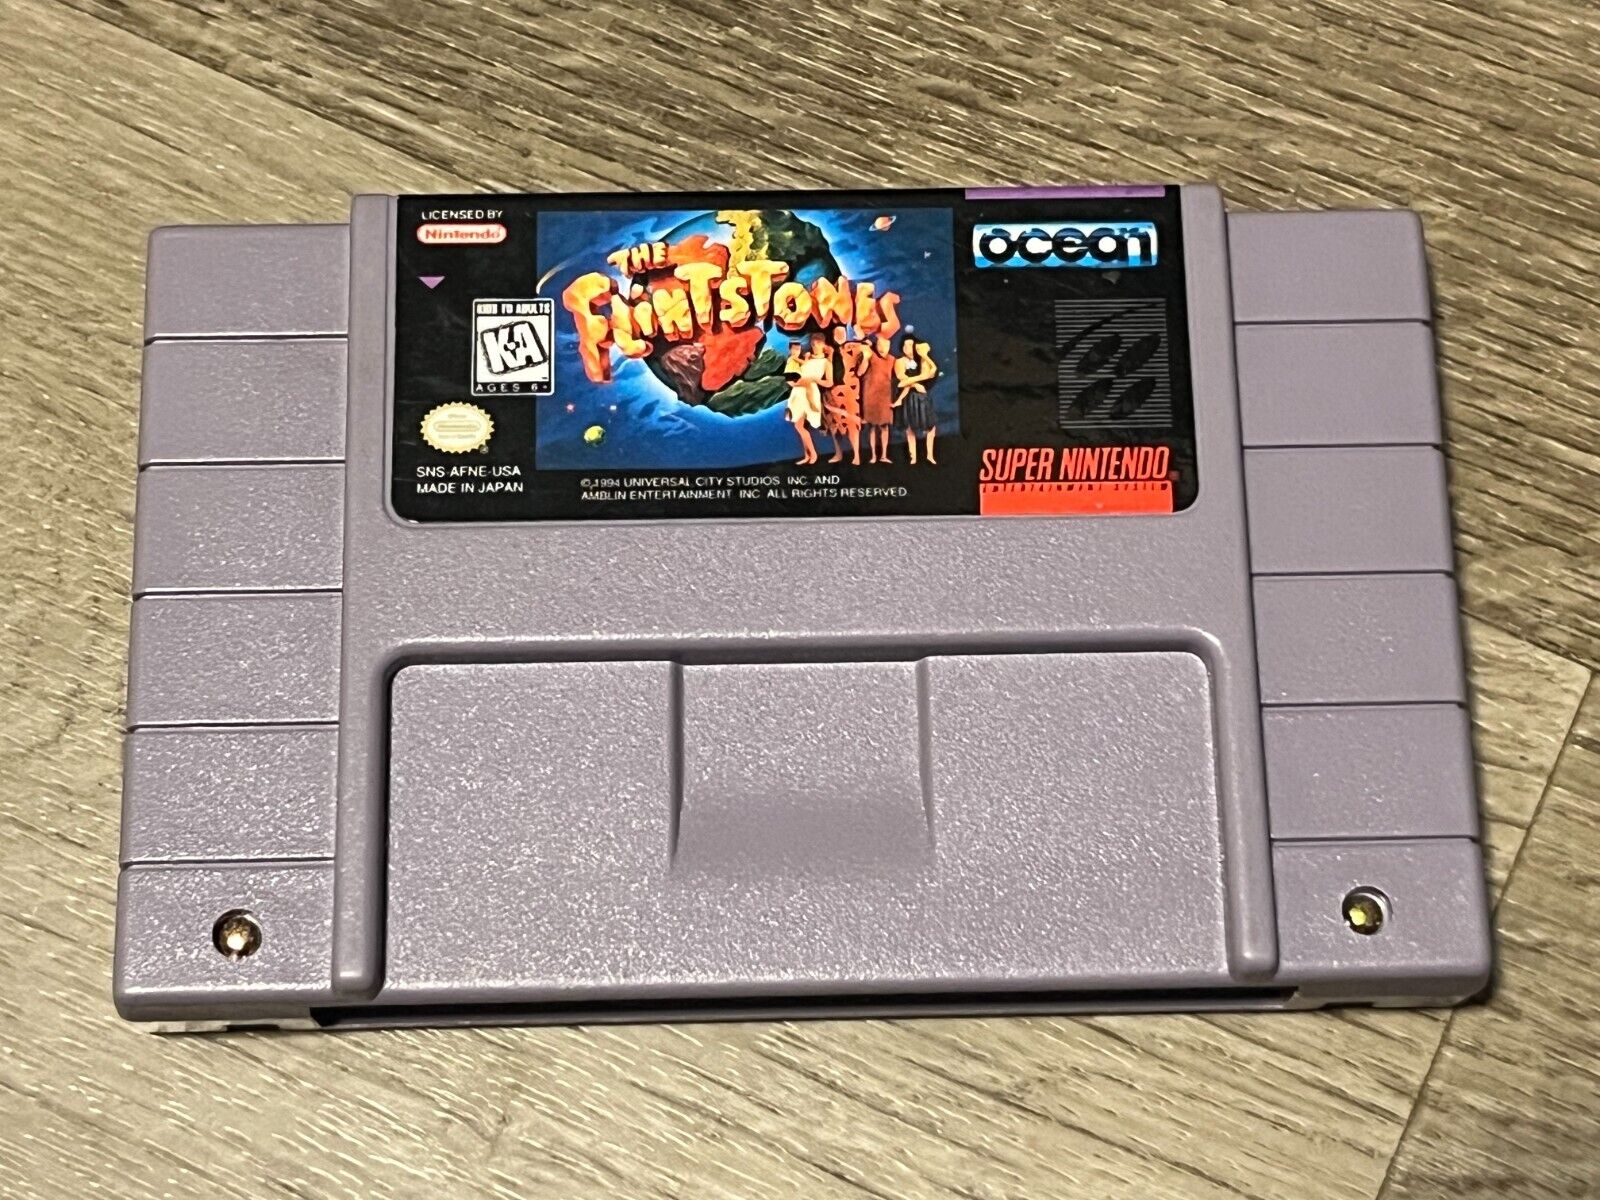 LICENSED BY
Nintendo
KIDS TO ADULTS
K-A
AGES 6+
Nintendo
SNS-AFNE-USA
MADE IN JAPAN
THE
FLINTSTONES
© 1994 UNIVERSAL CITY STUDIOS, INC. AND
AMBLIN ENTERTAINMENT, INC. ALL RIGHTS RESERVED.
ocean
SUPER NINTENDO
ENTERTAINMENT SYSTEM